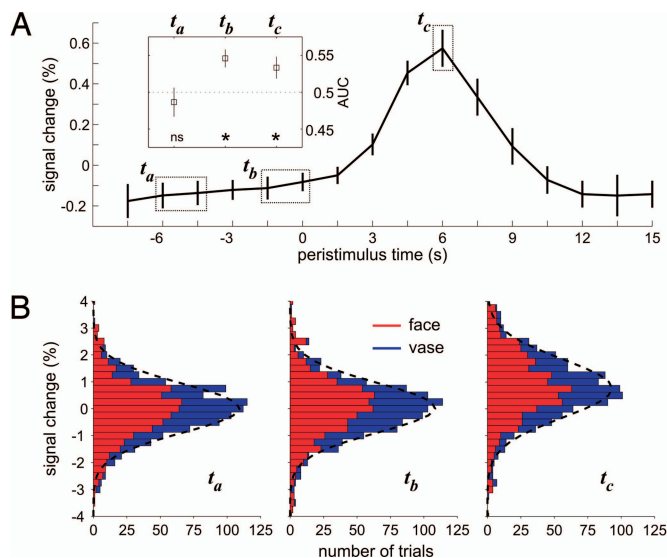 A
t_a t_b t_c
signal change (%)
0.6
0.4
0.2
0
-0.2
0.55
0.5
0.45
AUC
ns * *
t_a
t_b
t_c
-6 -3 0 3 6 9 12 15
peristimulus time (s)
B
signal change (%)
4
3
2
1
0
-1
-2
-3
-4
face
vase
t_a t_b t_c
0 25 50 75 100 125 0 25 50 75 100 125 0 25 50 75 100 125
number of trials